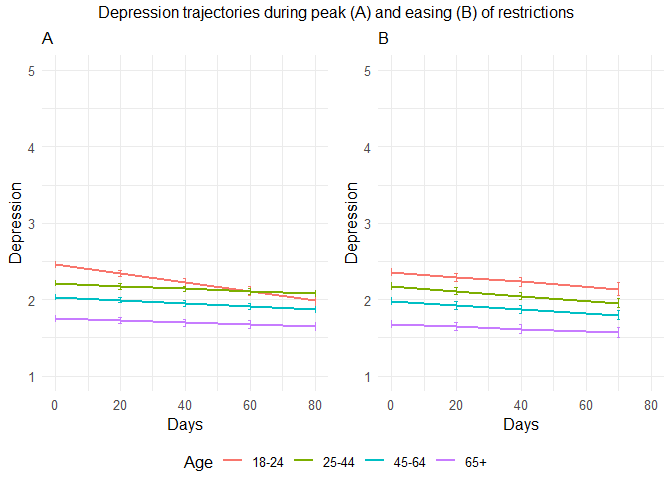 Depression trajectories during peak (A) and easing (B) of restrictions
A
B
5
4
3
2
1
Depression
0 20 40 60 80
Days
5
4
3
2
1
Depression
0 20 40 60 80
Days
Age 18-24 25-44 45-64 65+